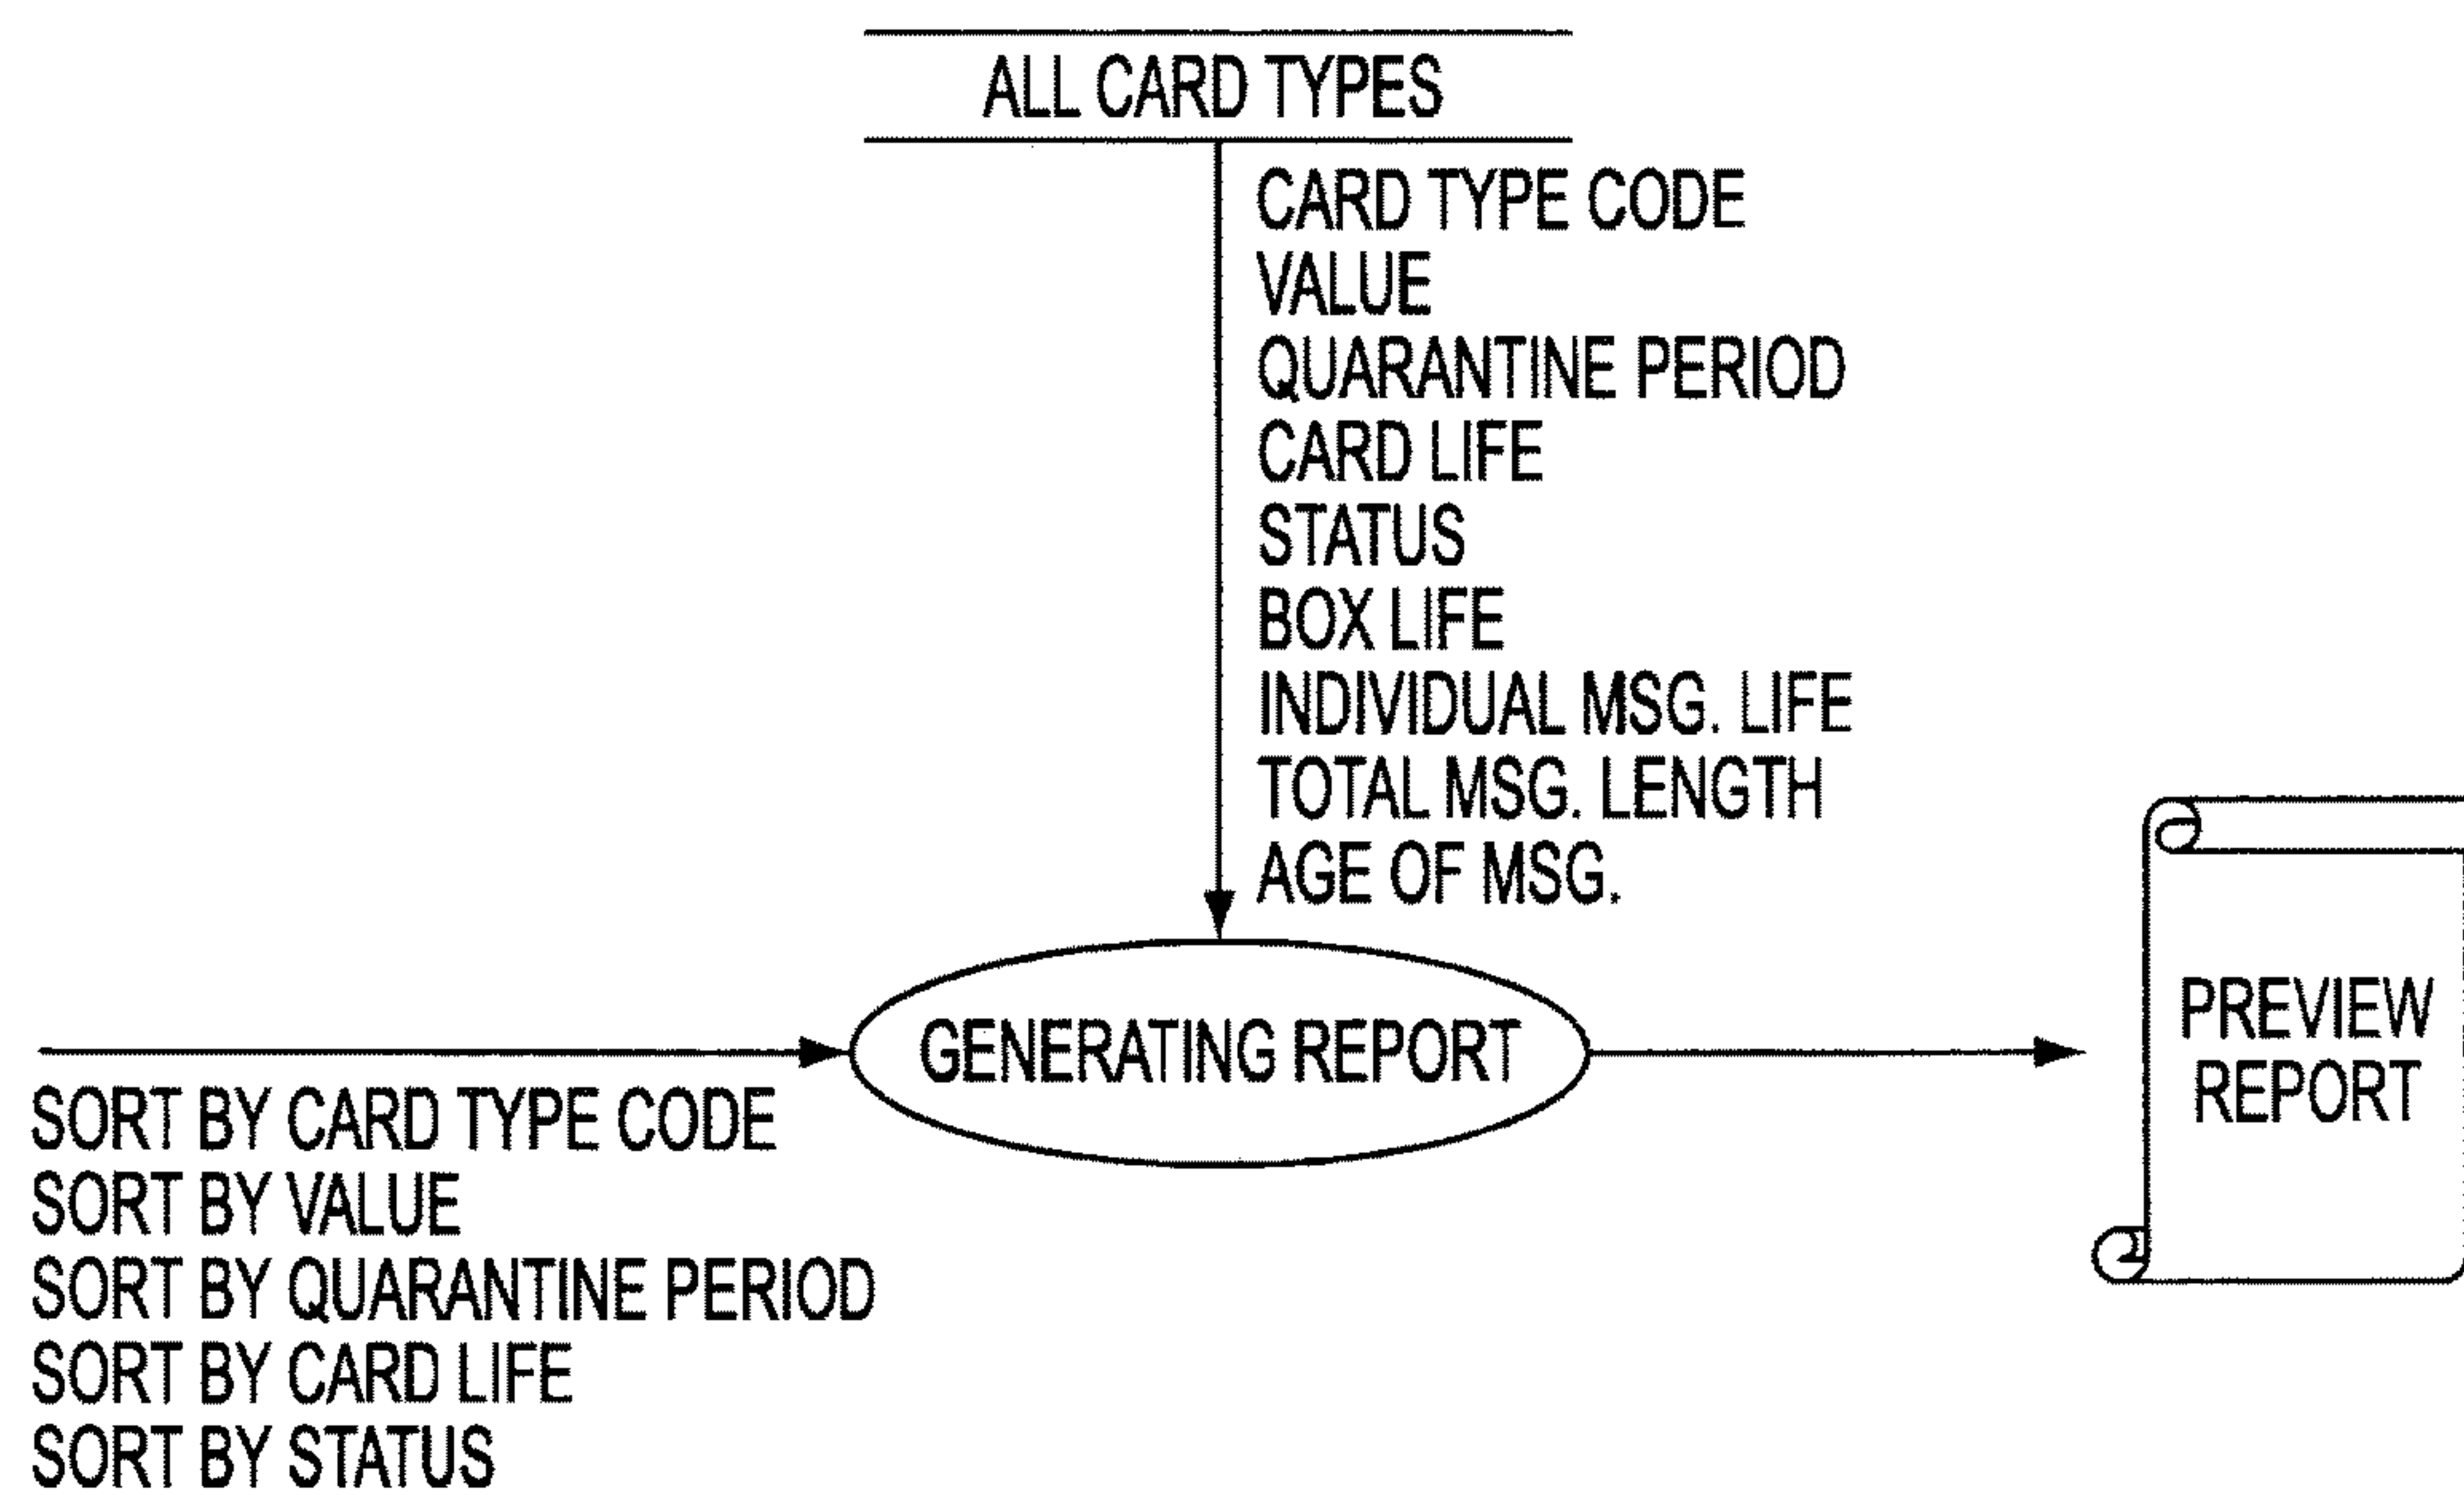 ALL CARD TYPES
CARD TYPE CODE
VALUE
QUARANTINE PERIOD
CARD LIFE
STATUS
BOX LIFE
INDIVIDUAL MSG. LIFE
TOTAL MSG. LENGTH
AGE OF MSG.
GENERATING REPORT
PREVIEW
REPORT
SORT BY CARD TYPE CODE
SORT BY VALUE
SORT BY QUARANTINE PERIOD
SORT BY CARD LIFE
SORT BY STATUS